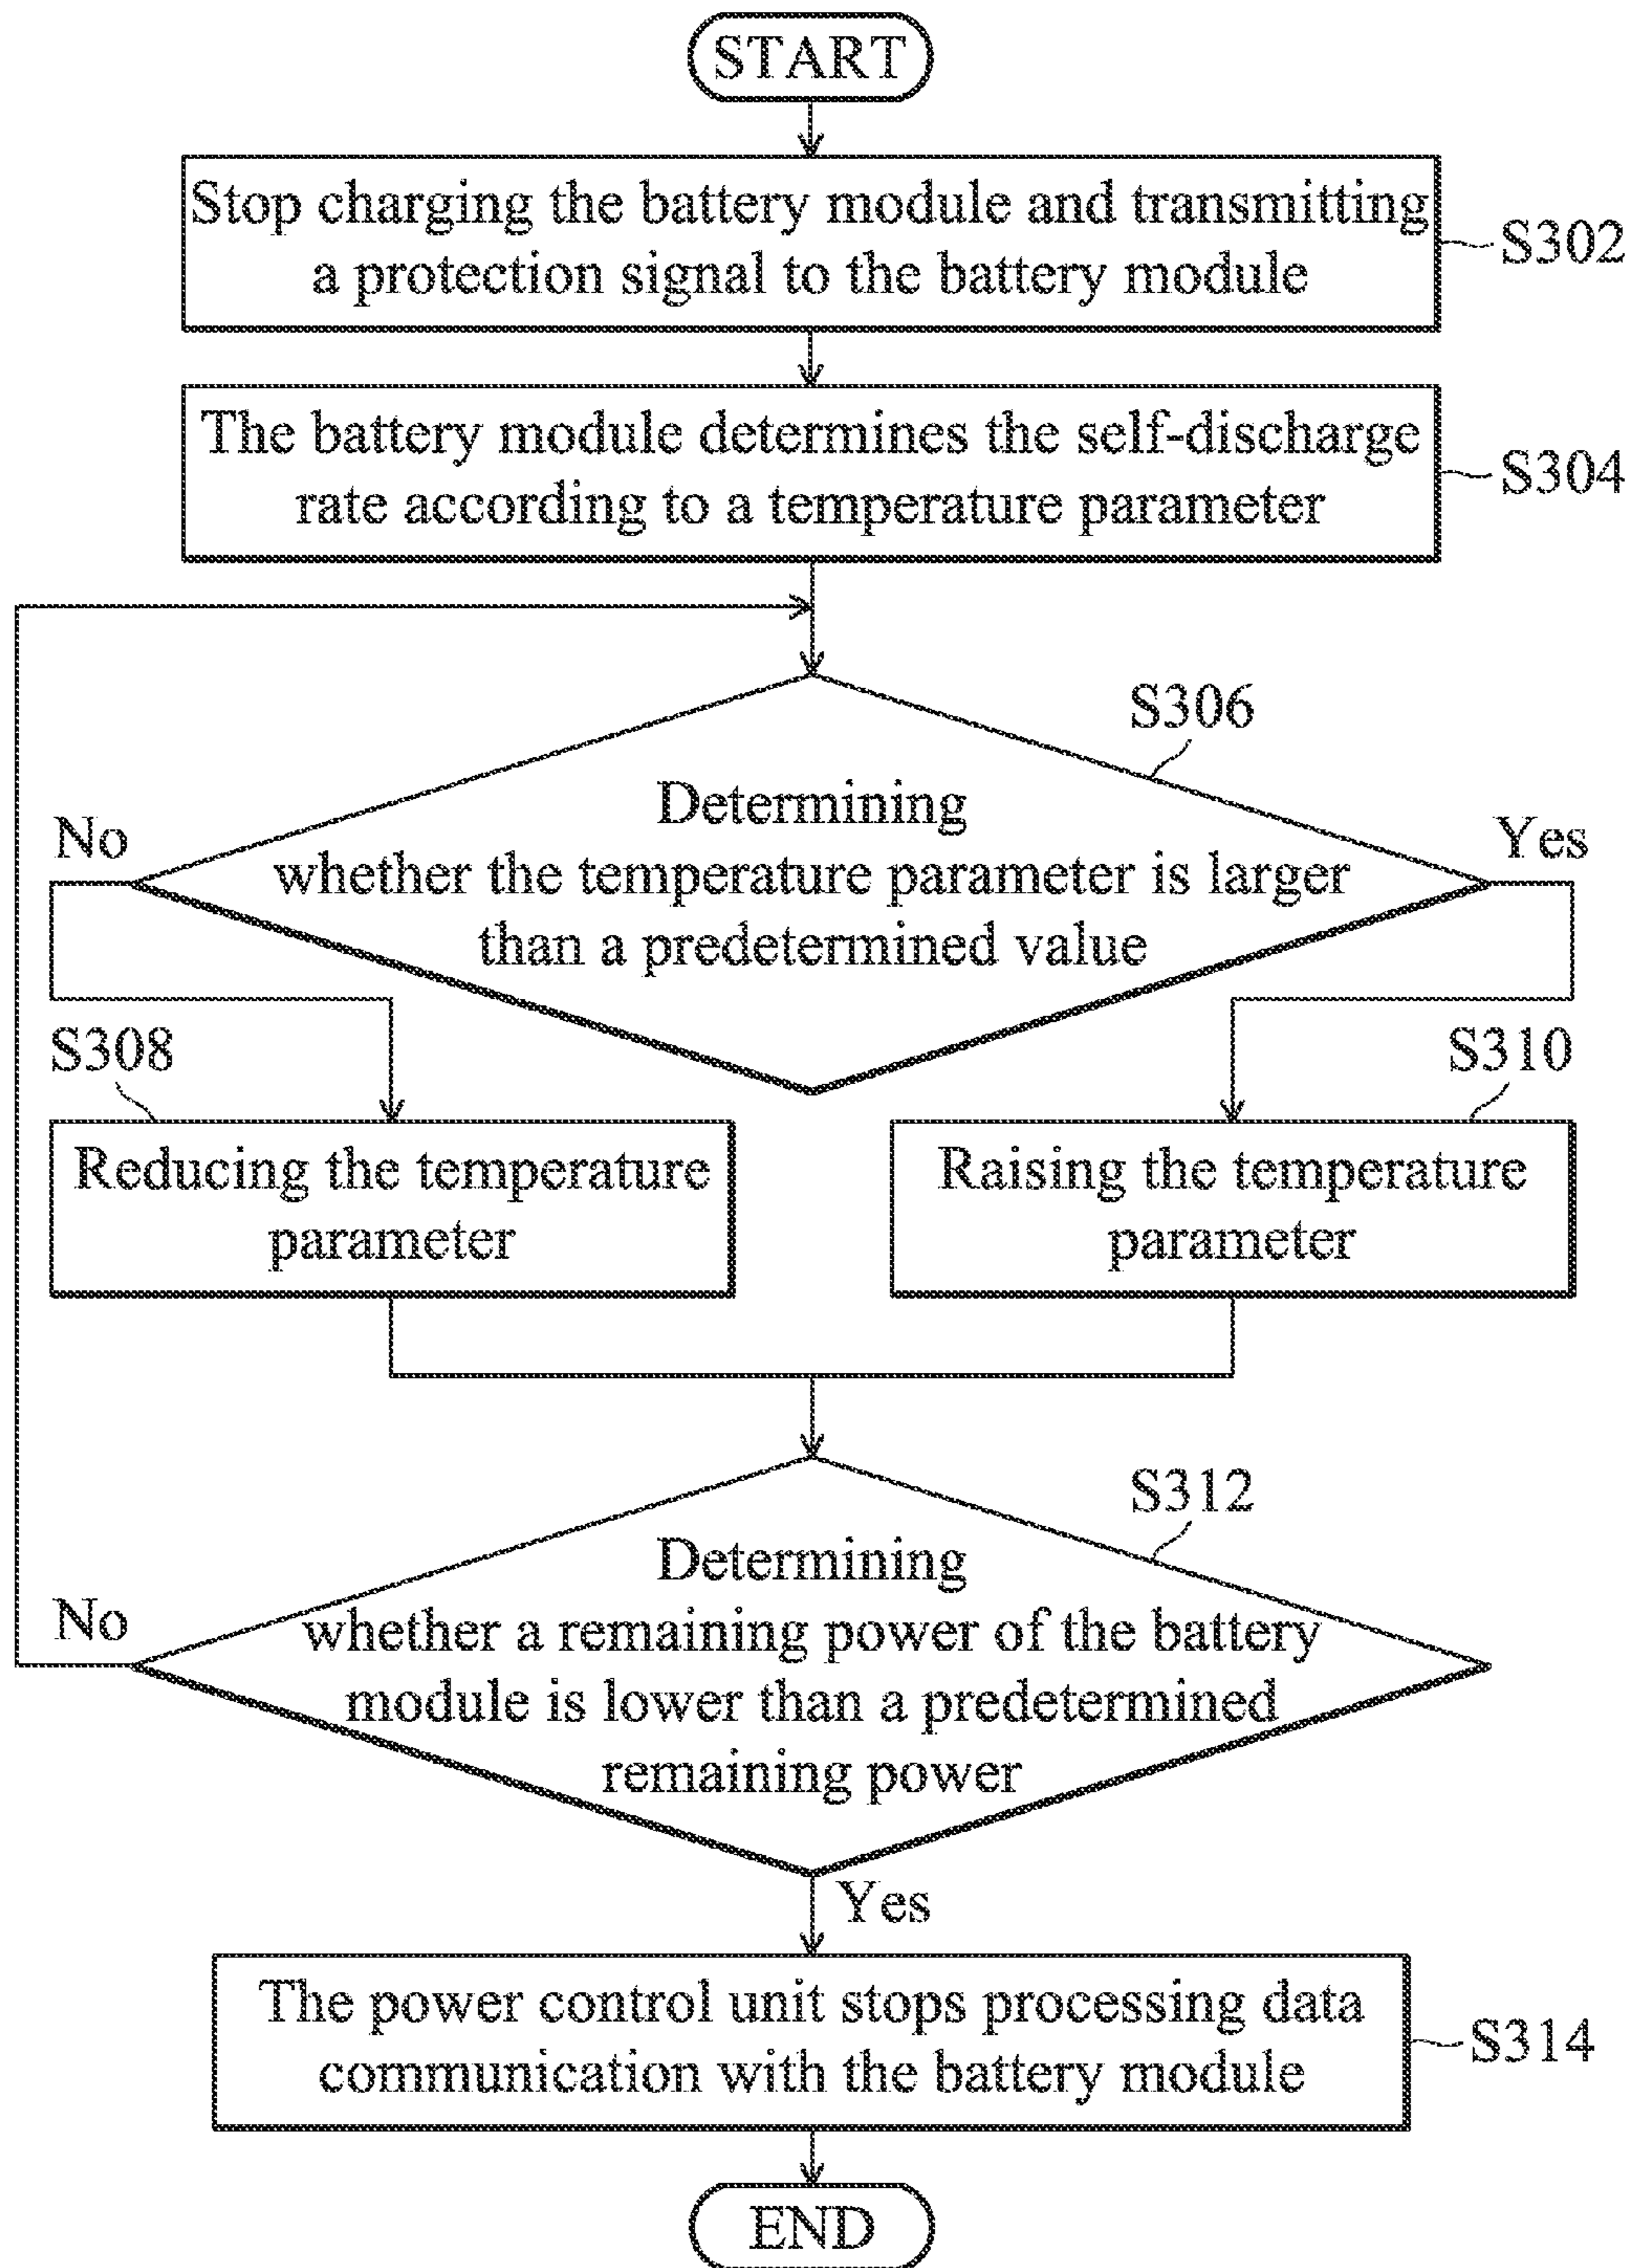 START
Stop charging the battery module and transmitting
a protection signal to the battery module
S302
The battery module determines the self-discharge
rate according to a temperature parameter
S304
S306
Determining
whether the temperature parameter is larger
than a predetermined value
No
Yes
S308
S310
Reducing the temperature
parameter
Raising the temperature
parameter
S312
Determining
whether a remaining power of the battery
module is lower than a predetermined
remaining power
No
Yes
The power control unit stops processing data
communication with the battery module
S314
END